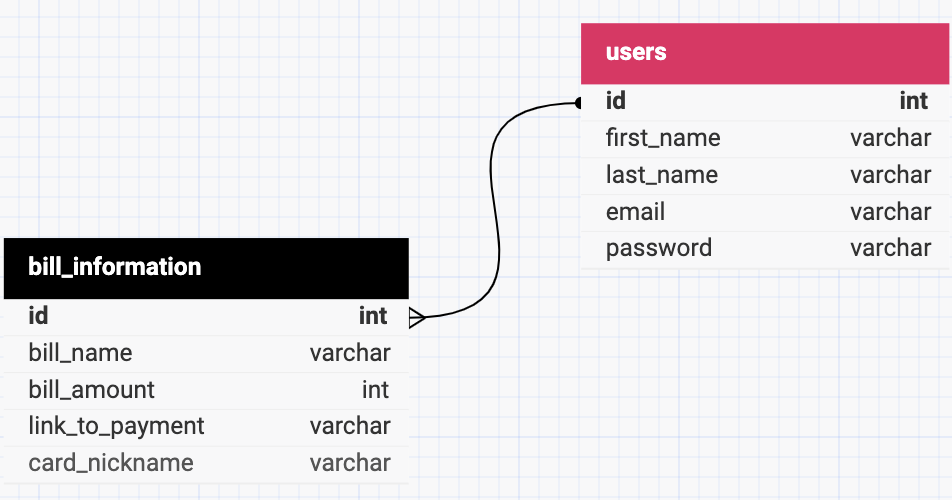 users
id int
first_name varchar
last_name varchar
email varchar
password varchar
bill_information
id int
bill_name varchar
bill_amount int
link_to_payment varchar
card_nickname varchar